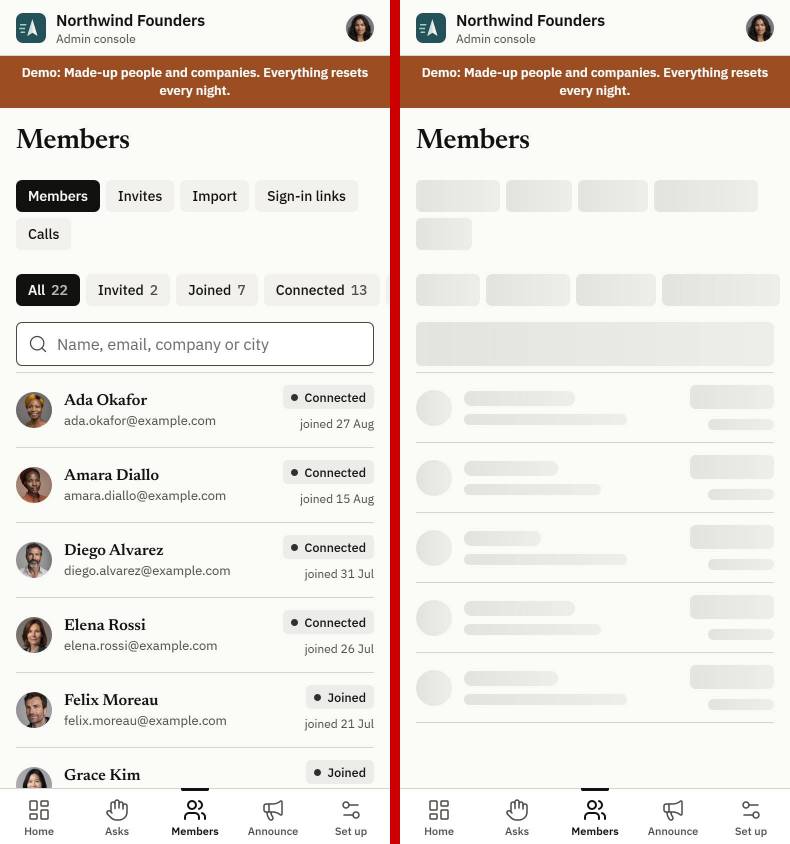 Northwind Founders
Admin console
Demo: Made-up people and companies. Everything resets
every night.
Members
Members Invites Import Sign-in links
Calls
All 22 Invited 2 Joined 7 Connected 13
Name, email, company or city
Ada Okafor Connected
ada.okafor@example.com joined 27 Aug
Amara Diallo Connected
amara.diallo@example.com joined 15 Aug
Diego Alvarez Connected
diego.alvarez@example.com joined 31 Jul
Elena Rossi Connected
elena.rossi@example.com joined 26 Jul
Felix Moreau Joined
felix.moreau@example.com joined 21 Jul
Grace Kim Joined
Home Asks Members Announce Set up
Northwind Founders
Admin console
Demo: Made-up people and companies. Everything resets
every night.
Members
Home Asks Members Announce Set up